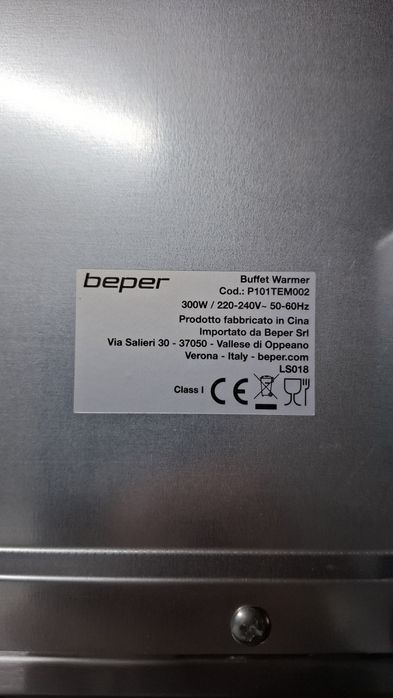 beper
Buffet Warmer
Cod.: P101TEM002
300W / 220-240V~ 50-60Hz
Prodotto fabbricato in Cina
Importato da Beper Srl
Via Salieri 30 - 37050 - Vallese di Oppeano
Verona - Italy - beper.com
LS018
Class I CE